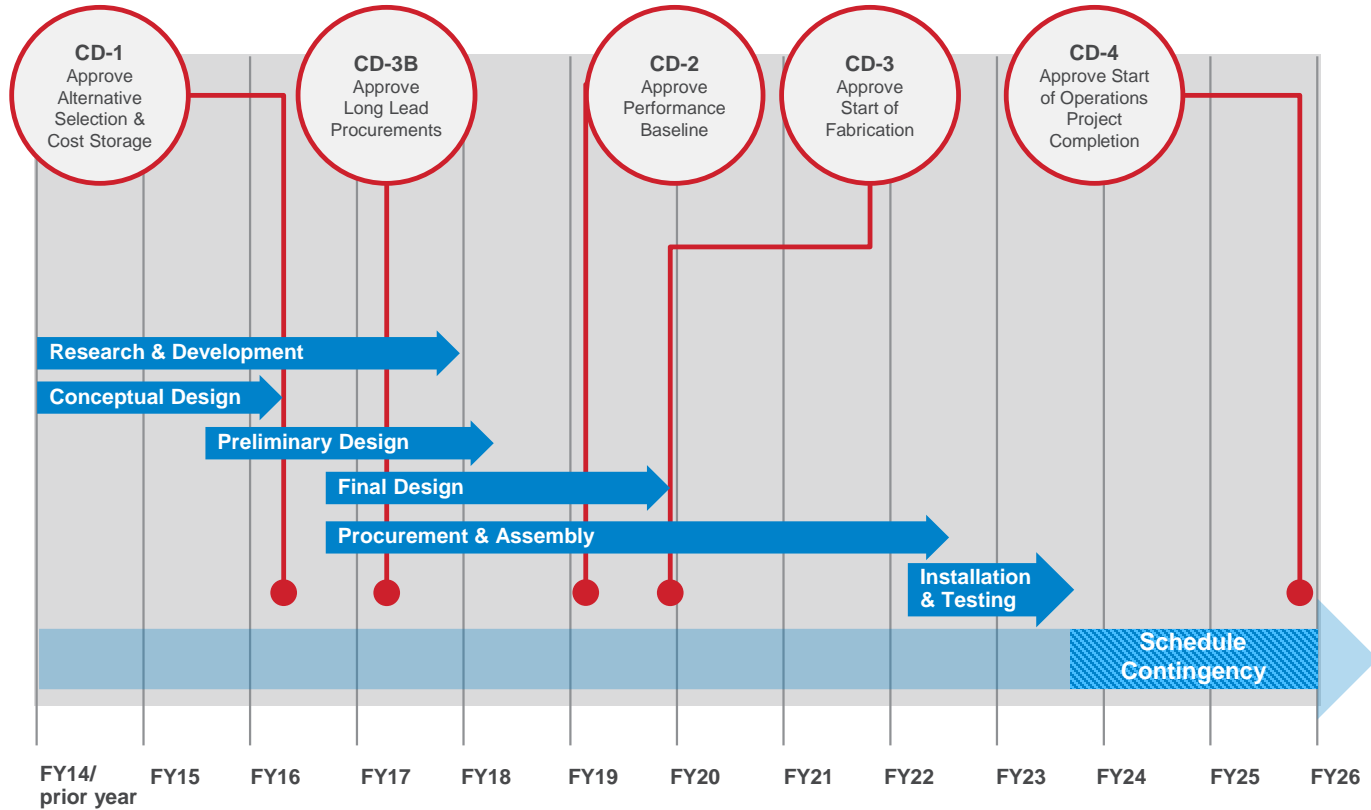 CD-1
Approve
Alternative
Selection &
Cost Storage
CD-3B
Approve
Long Lead
Procurements
CD-2
Approve
Performance
Baseline
CD-3
Approve
Start of
Fabrication
CD-4
Approve Start
of Operations
Project
Completion
Research & Development
Conceptual Design
Preliminary Design
Final Design
Procurement & Assembly
Installation
& Testing
Schedule
Contingency
FY14/
prior year
FY15
FY16
FY17
FY18
FY19
FY20
FY21
FY22
FY23
FY24
FY25
FY26